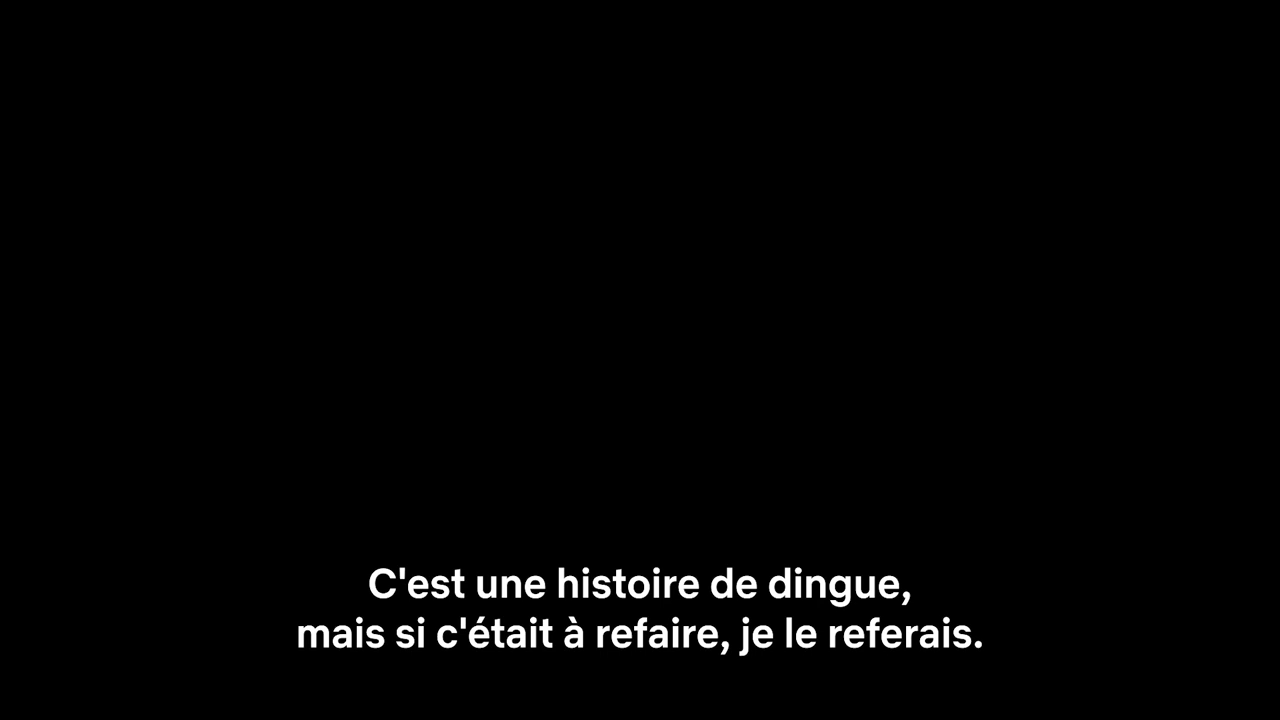 C'est une histoire de dingue,
mais si c'était à refaire, je le referais.